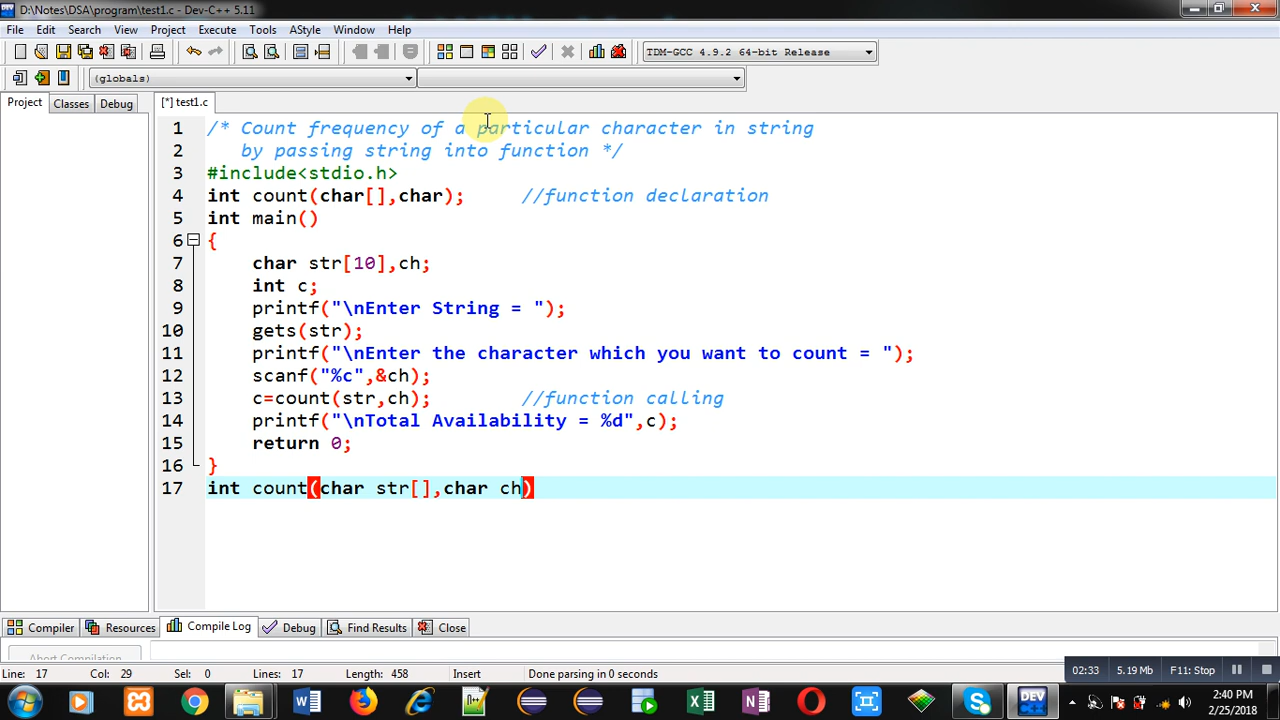 D:\Notes\DSA\program\test1.c - Dev-C++ 5.11
File Edit Search View Project Execute Tools AStyle Window Help
TDM-GCC 4.9.2 64-bit Release
(globals)
Project Classes Debug [*] test1.c
1 /* Count frequency of a particular character in string
2 by passing string into function */
3 #include<stdio.h>
4 int count(char[],char); //function declaration
5 int main()
6 {
7 char str[10],ch;
8 int c;
9 printf("\nEnter String = ");
10 gets(str);
11 printf("\nEnter the character which you want to count = ");
12 scanf("%c",&ch);
13 c=count(str,ch); //function calling
14 printf("\nTotal Availability = %d",c);
15 return 0;
16 }
17 int count(char str[],char ch)
Compiler Resources Compile Log Debug Find Results Close
Abort Compilation
Line: 17 Col: 29 Sel: 0 Lines: 17 Length: 458 Insert Done parsing in 0 seconds
02:33 5.19 Mb F11: Stop
DEV
2:40 PM
2/25/2018